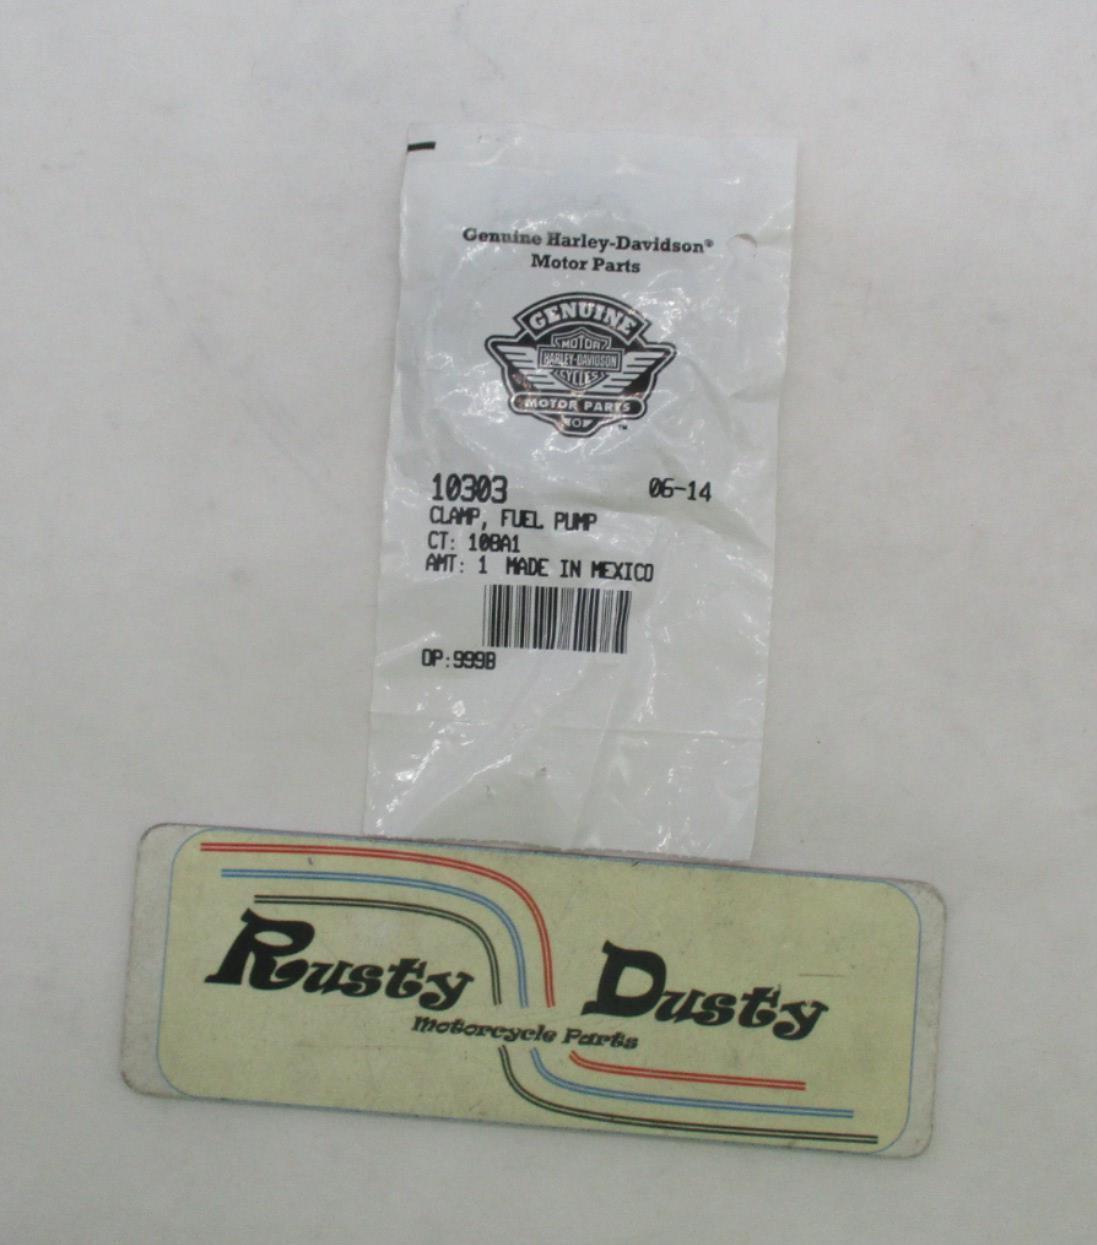 Genuine Harley-Davidson®
Motor Parts
GENUINE
MOTOR
HARLEY-DAVIDSON
CYCLES
MOTOR PARTS
™
10303 06-14
CLAMP, FUEL PUMP
CT: 108A1
AMT: 1 MADE IN MEXICO
OP:999B
Rusty Dusty
Motorcycle Parts